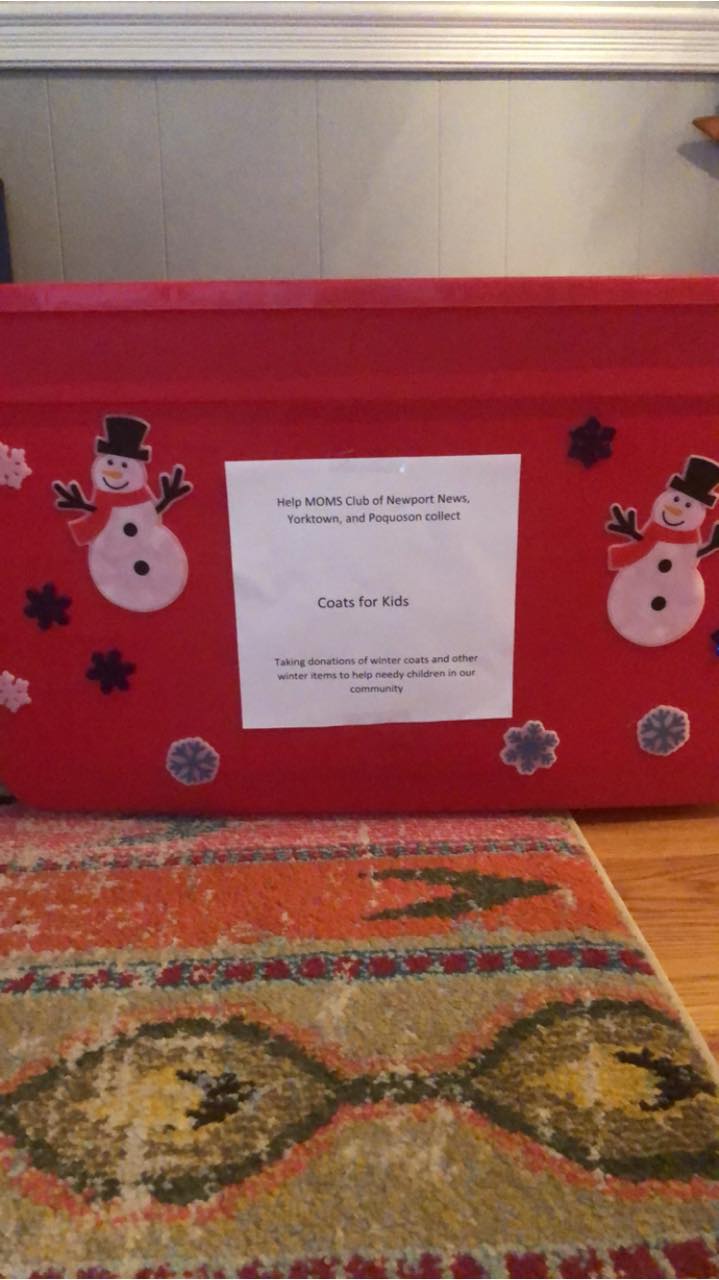 Help MOMS Club of Newport News,
Yorktown, and Poquoson collect
Coats for Kids
Taking donations of winter coats and other
winter items to help needy children in our
community